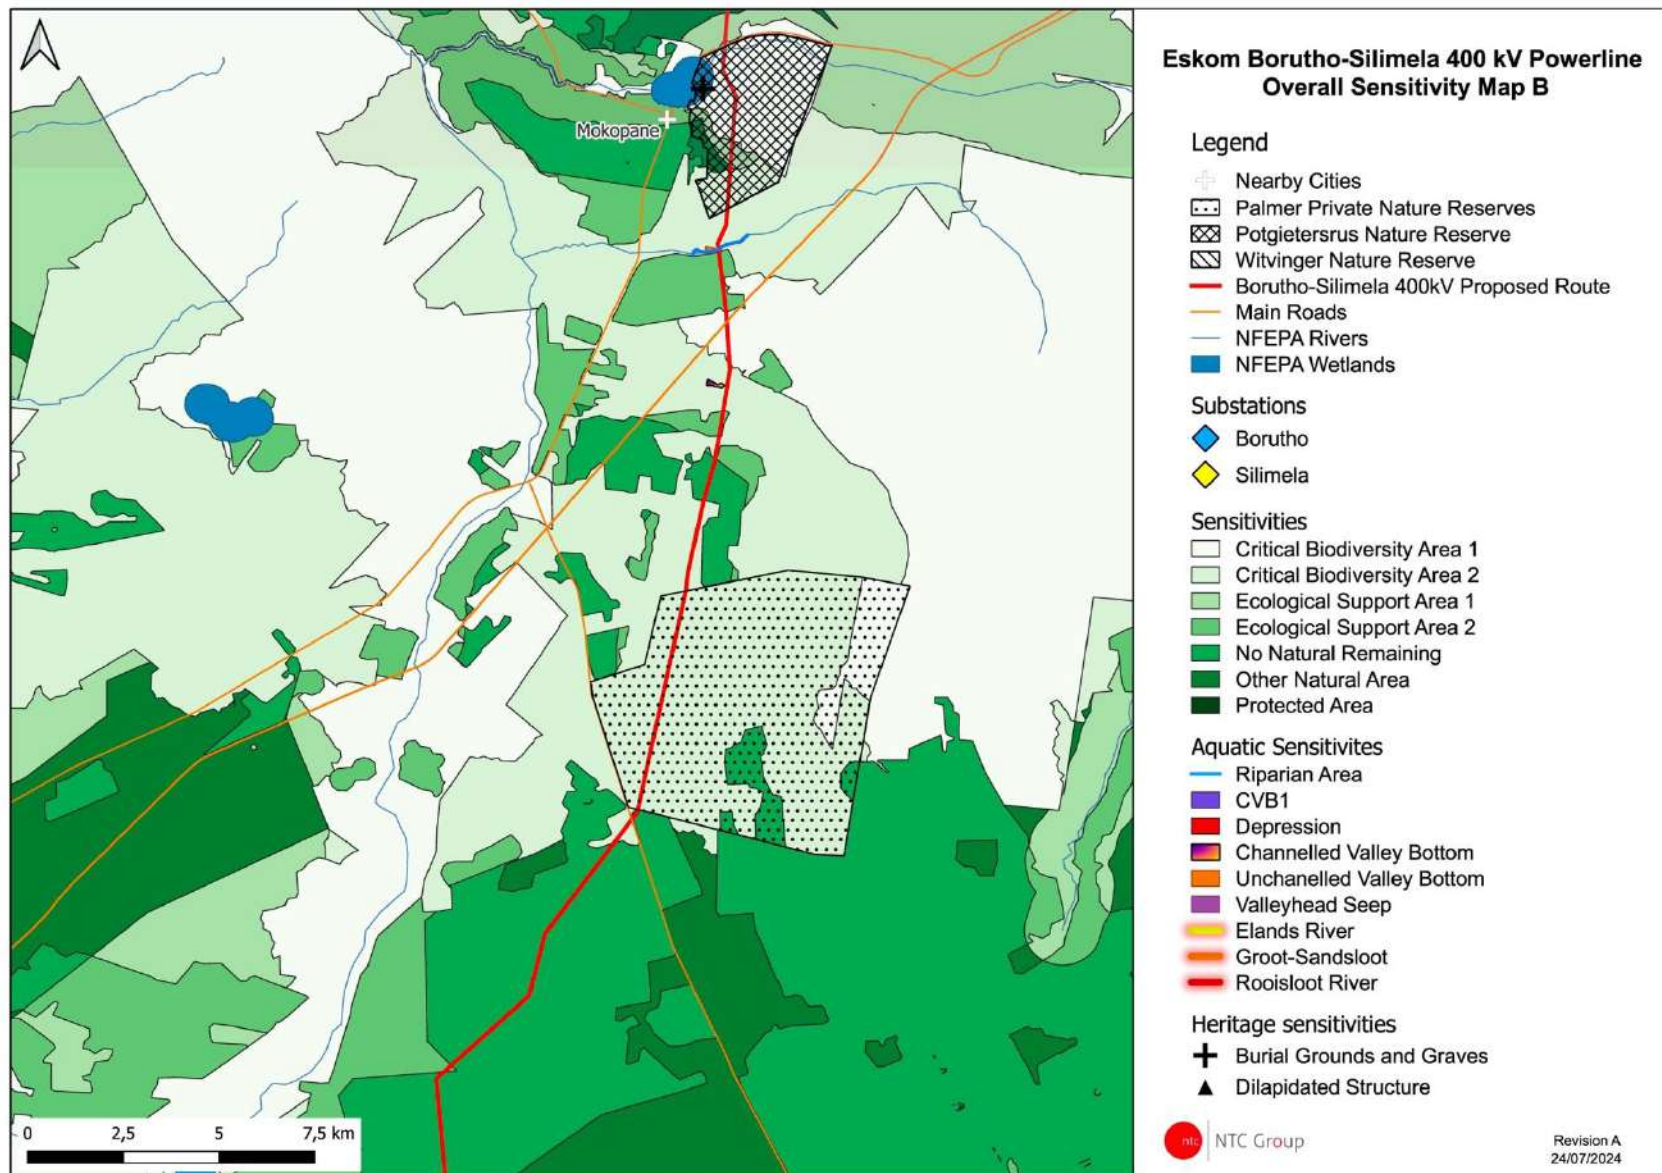 Mokopane
0 2,5 5 7,5 km
Eskom Borutho-Silimela 400 kV Powerline
Overall Sensitivity Map B
Legend
Nearby Cities
Palmer Private Nature Reserves
Potgietersrus Nature Reserve
Witvinger Nature Reserve
Borutho-Silimela 400kV Proposed Route
Main Roads
NFEPA Rivers
NFEPA Wetlands
Substations
Borutho
Silimela
Sensitivities
Critical Biodiversity Area 1
Critical Biodiversity Area 2
Ecological Support Area 1
Ecological Support Area 2
No Natural Remaining
Other Natural Area
Protected Area
Aquatic Sensitivites
Riparian Area
CVB1
Depression
Channelled Valley Bottom
Unchanelled Valley Bottom
Valleyhead Seep
Elands River
Groot-Sandsloot
Rooisloot River
Heritage sensitivities
Burial Grounds and Graves
Dilapidated Structure
ntc NTC Group
Revision A
24/07/2024